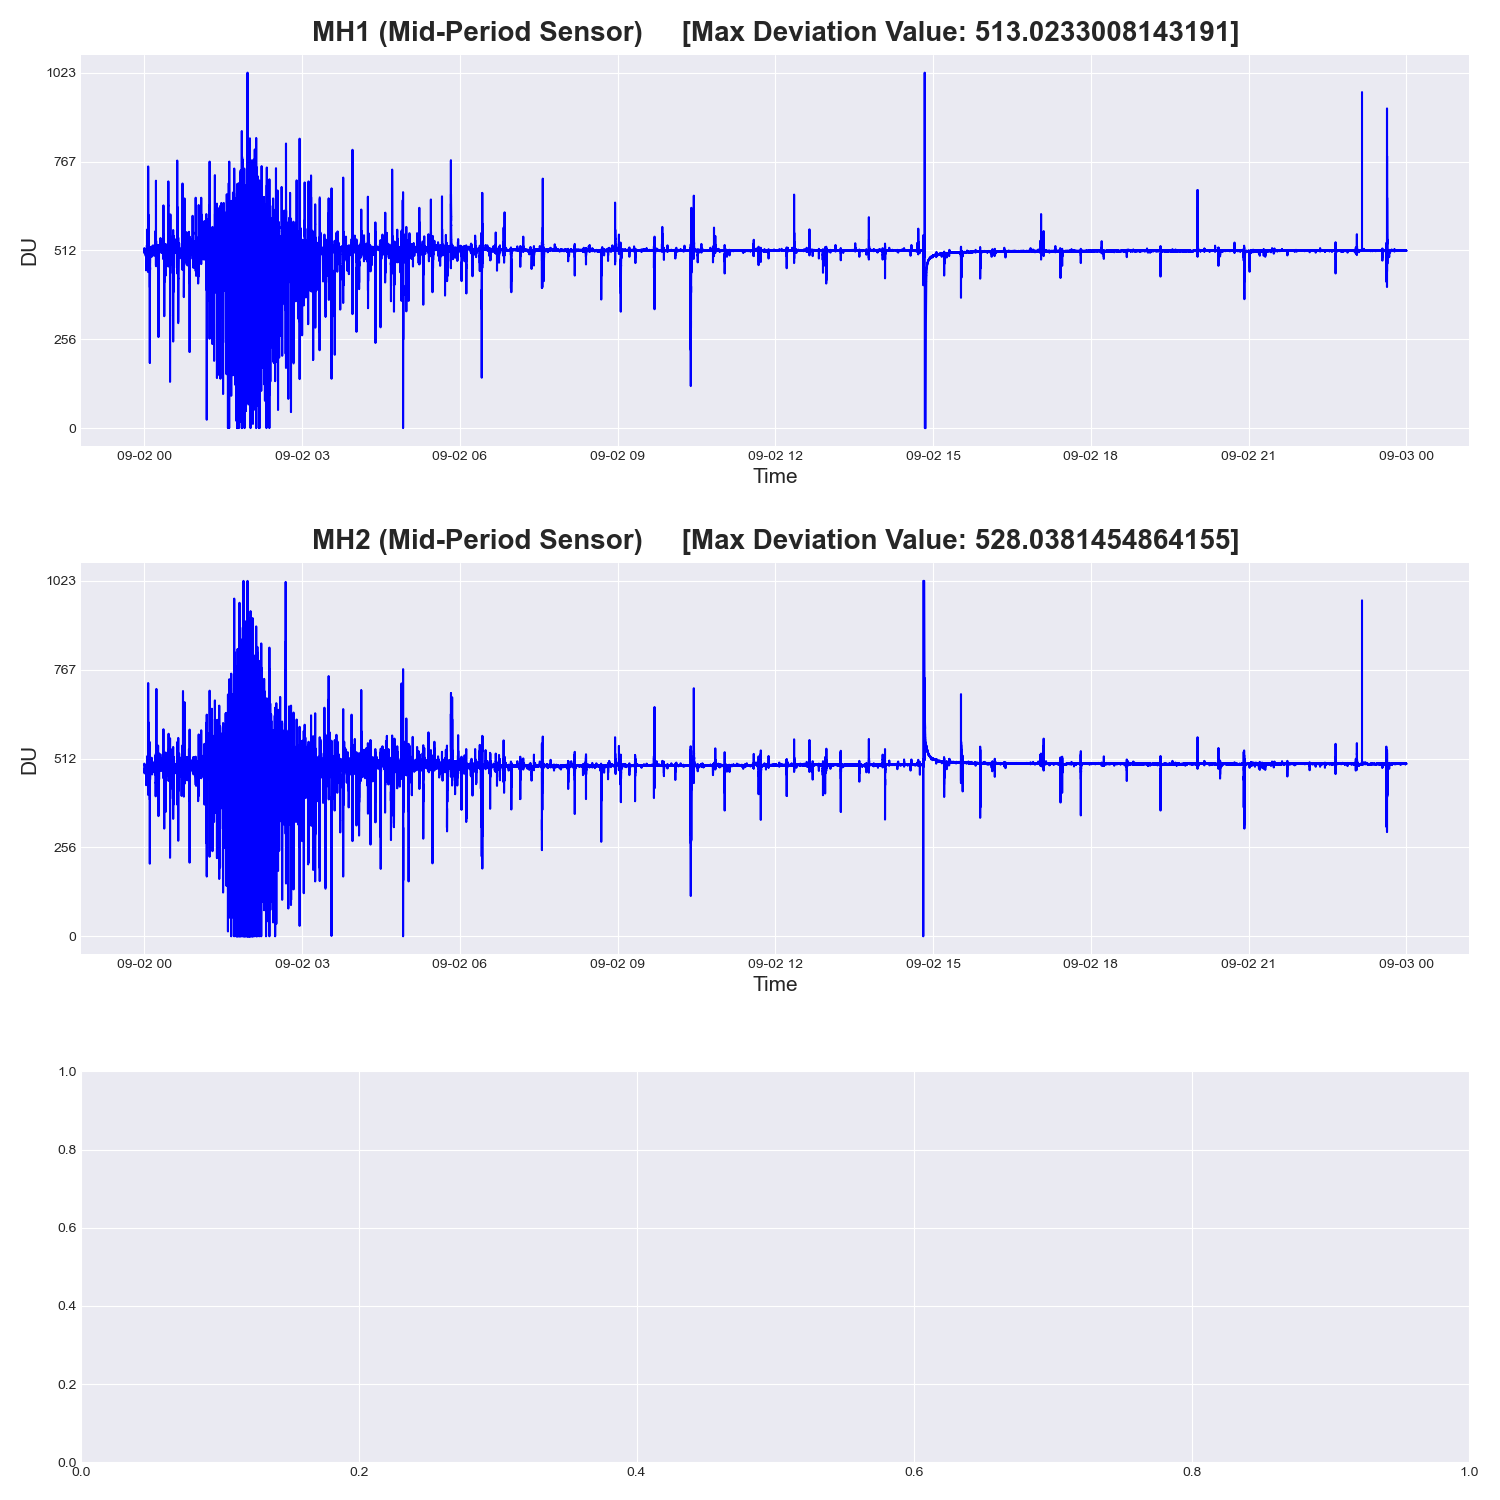 MH1 (Mid-Period Sensor) [Max Deviation Value: 513.0233008143191]
1023
767
512
256
0
DU
09-02 00 09-02 03 09-02 06 09-02 09 09-02 12 09-02 15 09-02 18 09-02 21 09-03 00
Time
MH2 (Mid-Period Sensor) [Max Deviation Value: 528.0381454864155]
1023
767
512
256
0
DU
09-02 00 09-02 03 09-02 06 09-02 09 09-02 12 09-02 15 09-02 18 09-02 21 09-03 00
Time
1.0
0.8
0.6
0.4
0.2
0.0
0.0 0.2 0.4 0.6 0.8 1.0